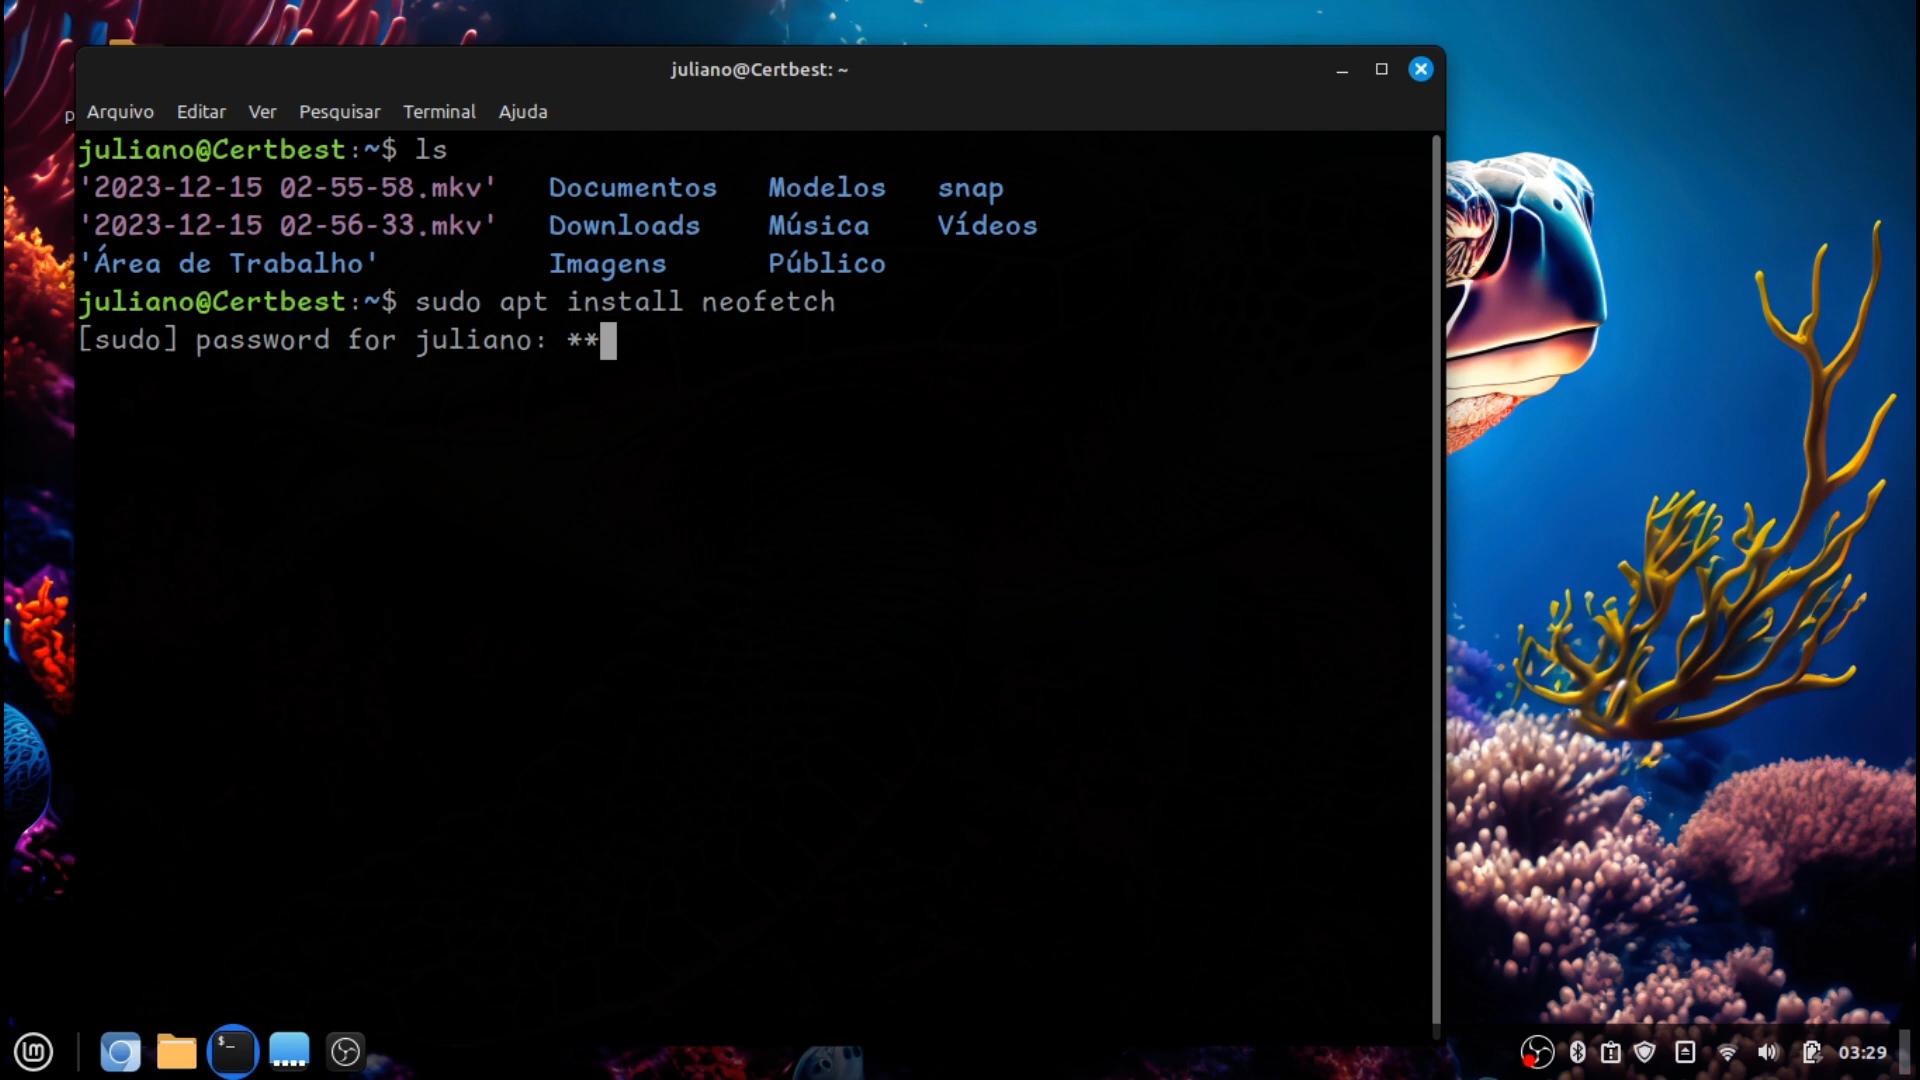 juliano@Certbest: ~
p
Arquivo Editar Ver Pesquisar Terminal Ajuda
juliano@Certbest:~$ ls
'2023-12-15 02-55-58.mkv' Documentos Modelos snap
'2023-12-15 02-56-33.mkv' Downloads Música Vídeos
'Área de Trabalho' Imagens Público
juliano@Certbest:~$ sudo apt install neofetch
[sudo] password for juliano: **
$_
03:29